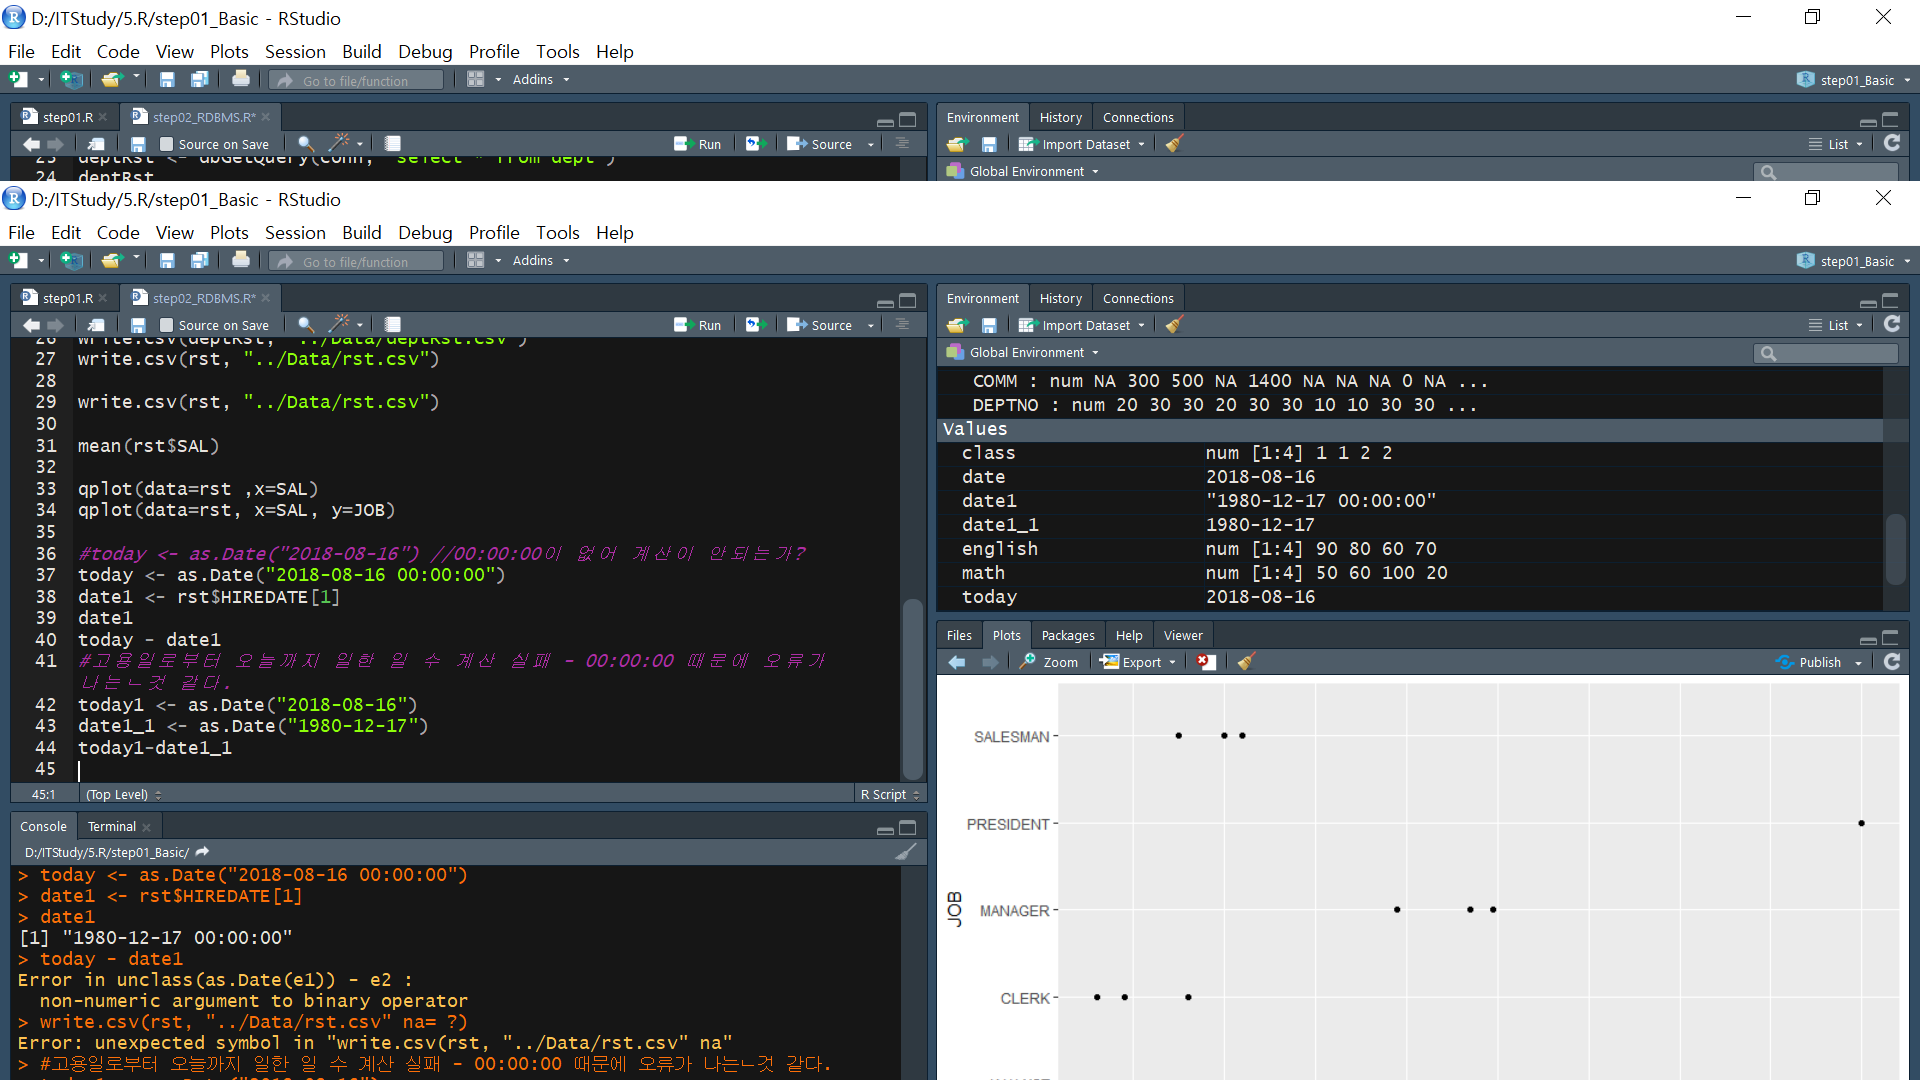 D:/ITStudy/5.R/step01_Basic - RStudio
File Edit Code View Plots Session Build Debug Profile Tools Help
Go to file/function Addins step01_Basic
step01.R step02_RDBMS.R*
Source on Save Run Source
23 deptRst <- dbGetQuery(conn, "select * from dept")
24 deptRst
Environment History Connections
Import Dataset List
Global Environment
D:/ITStudy/5.R/step01_Basic - RStudio
File Edit Code View Plots Session Build Debug Profile Tools Help
Go to file/function Addins step01_Basic
step01.R step02_RDBMS.R*
Source on Save Run Source
26 write.csv(deptRst, "../Data/deptRst.csv")
27 write.csv(rst, "../Data/rst.csv")
28
29 write.csv(rst, "../Data/rst.csv")
30
31 mean(rst$SAL)
32
33 qplot(data=rst ,x=SAL)
34 qplot(data=rst, x=SAL, y=JOB)
35
36 #today <- as.Date("2018-08-16") //00:00:00이 없어 계산이 안되는가?
37 today <- as.Date("2018-08-16 00:00:00")
38 date1 <- rst$HIREDATE[1]
39 date1
40 today - date1
41 #고용일로부터 오늘까지 일한 일 수 계산 실패 - 00:00:00 때문에 오류가
나는ㄴ것 같다.
42 today1 <- as.Date("2018-08-16")
43 date1_1 <- as.Date("1980-12-17")
44 today1-date1_1
45
45:1 (Top Level) R Script
Console Terminal
D:/ITStudy/5.R/step01_Basic/
> today <- as.Date("2018-08-16 00:00:00")
> date1 <- rst$HIREDATE[1]
> date1
[1] "1980-12-17 00:00:00"
> today - date1
Error in unclass(as.Date(e1)) - e2 :
non-numeric argument to binary operator
> write.csv(rst, "../Data/rst.csv" na= ?)
Error: unexpected symbol in "write.csv(rst, "../Data/rst.csv" na"
> #고용일로부터 오늘까지 일한 일 수 계산 실패 - 00:00:00 때문에 오류가 나는ㄴ것 같다.
Environment History Connections
Import Dataset List
Global Environment
COMM : num NA 300 500 NA 1400 NA NA NA 0 NA ...
DEPTNO : num 20 30 30 20 30 30 10 10 30 30 ...
Values
class num [1:4] 1 1 2 2
date 2018-08-16
date1 "1980-12-17 00:00:00"
date1_1 1980-12-17
english num [1:4] 90 80 60 70
math num [1:4] 50 60 100 20
today 2018-08-16
Files Plots Packages Help Viewer
Zoom Export Publish
SALESMAN
PRESIDENT
JOB
MANAGER
CLERK